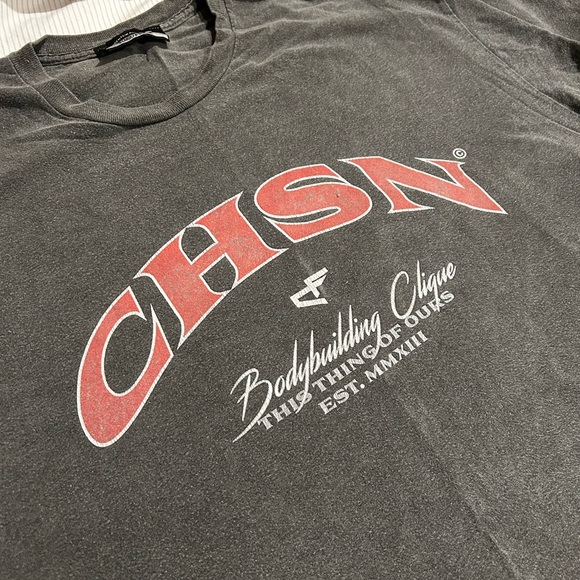 CHSN©
Bodybuilding Clique
THIS THING OF OURS
EST. MMXIII